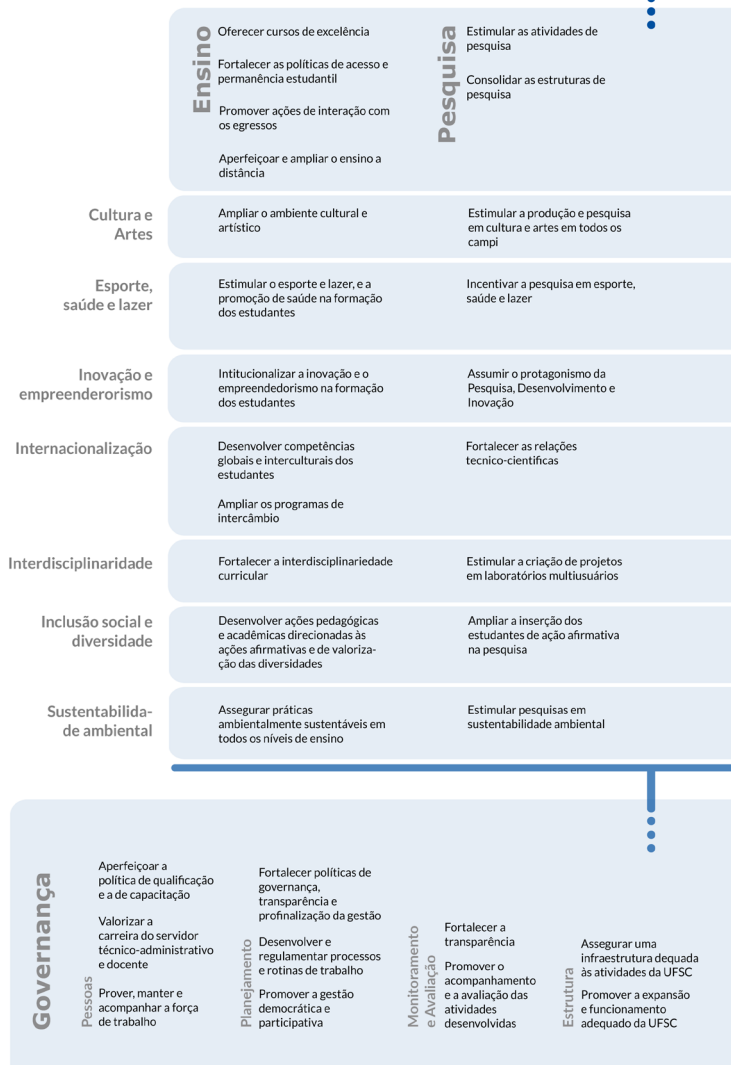 Ensino
Oferecer cursos de excelência
Fortalecer as políticas de acesso e
permanência estudantil
Promover ações de interação com
os egressos
Aperfeiçoar e ampliar o ensino a
distância
Pesquisa
Estimular as atividades de
pesquisa
Consolidar as estruturas de
pesquisa
Cultura e
Artes
Ampliar o ambiente cultural e
artístico
Estimular a produção e pesquisa
em cultura e artes em todos os
campi
Esporte,
saúde e lazer
Estimular o esporte e lazer, e a
promoção de saúde na formação
dos estudantes
Incentivar a pesquisa em esporte,
saúde e lazer
Inovação e
empreenderorismo
Intitucionalizar a inovação e o
empreendedorismo na formação
dos estudantes
Assumir o protagonismo da
Pesquisa, Desenvolvimento e
Inovação
Internacionalização
Desenvolver competências
globais e interculturais dos
estudantes
Ampliar os programas de
intercâmbio
Fortalecer as relações
tecnico-cientificas
Interdisciplinaridade
Fortalecer a interdisciplinariedade
curricular
Estimular a criação de projetos
em laboratórios multiusuários
Inclusão social e
diversidade
Desenvolver ações pedagógicas
e acadêmicas direcionadas às
ações afirmativas e de valoriza-
ção das diversidades
Ampliar a inserção dos
estudantes de ação afirmativa
na pesquisa
Sustentabilida-
de ambiental
Assegurar práticas
ambientalmente sustentáveis em
todos os níveis de ensino
Estimular pesquisas em
sustentabilidade ambiental
Governança
Pessoas
Aperfeiçoar a
política de qualificação
e a de capacitação
Valorizar a
carreira do servidor
técnico-administrativo
e docente
Prover, manter e
acompanhar a força
de trabalho
Planejamento
Fortalecer políticas de
governança,
transparência e
profinalização da gestão
Desenvolver e
regulamentar processos
e rotinas de trabalho
Promover a gestão
democrática e
participativa
Monitoramento
e Avaliação
Fortalecer a
transparência
Promover o
acompanhamento
e a avaliação das
atividades
desenvolvidas
Estrutura
Assegurar uma
infraestrutura dequada
às atividades da UFSC
Promover a expansão
e funcionamento
adequado da UFSC